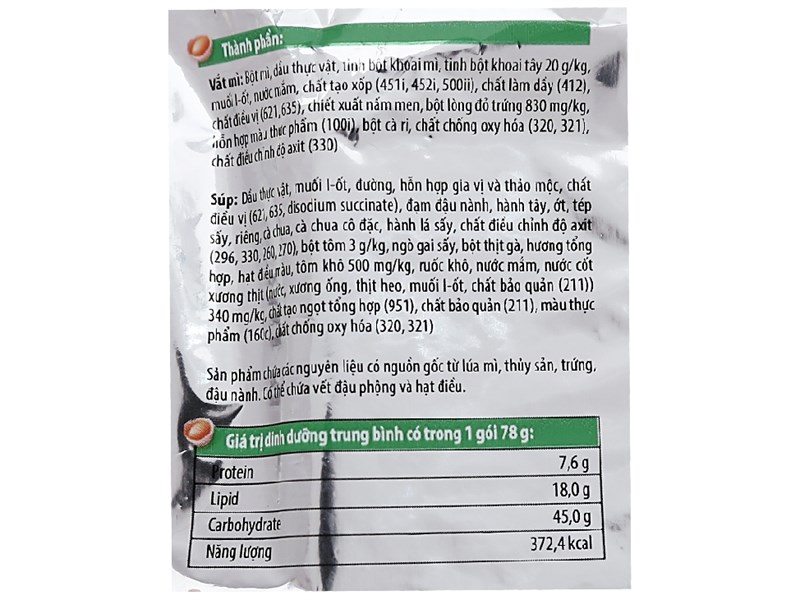 Thành phần:
Vắt mì: Bột mì, dầu thực vật, tinh bột khoai mì, tinh bột khoai tây 20 g/kg,
muối I-ốt, nước mắm, chất tạo xốp (451i, 452i, 500ii), chất làm dầy (412),
chất điều vị (621,635), chiết xuất nấm men, bột lòng đỏ trứng 830 mg/kg,
hỗn hợp màu thực phẩm (100i), bột cà ri, chất chống oxy hóa (320, 321),
chất điều chỉnh độ axit (330)
Súp: Dầu thực vật, muối I-ốt, đường, hỗn hợp gia vị và thảo mộc, chất
điều vị (621, 635, disodium succinate), đạm đậu nành, hành tây, ớt, tép
sấy, riềng, cà chua, cà chua cô đặc, hành lá sấy, chất điều chỉnh độ axit
(296, 330, 260, 270), bột tôm 3 g/kg, ngò gai sấy, bột thịt gà, hương tổng
hợp, hạt điều màu, tôm khô 500 mg/kg, ruốc khô, nước mắm, nước cốt
xương thịt (nước, xương ống, thịt heo, muối I-ốt, chất bảo quản (211))
340 mg/kg, chất tạo ngọt tổng hợp (951), chất bảo quản (211), màu thực
phẩm (160c), chất chống oxy hóa (320, 321)
Sản phẩm chứa các nguyên liệu có nguồn gốc từ lúa mì, thủy sản, trứng,
đậu nành. Có thể chứa vết đậu phộng và hạt điều.
Giá trị dinh dưỡng trung bình có trong 1 gói 78 g:
Protein 7,6 g
Lipid 18,0 g
Carbohydrate 45,0 g
Năng lượng 372,4 kcal